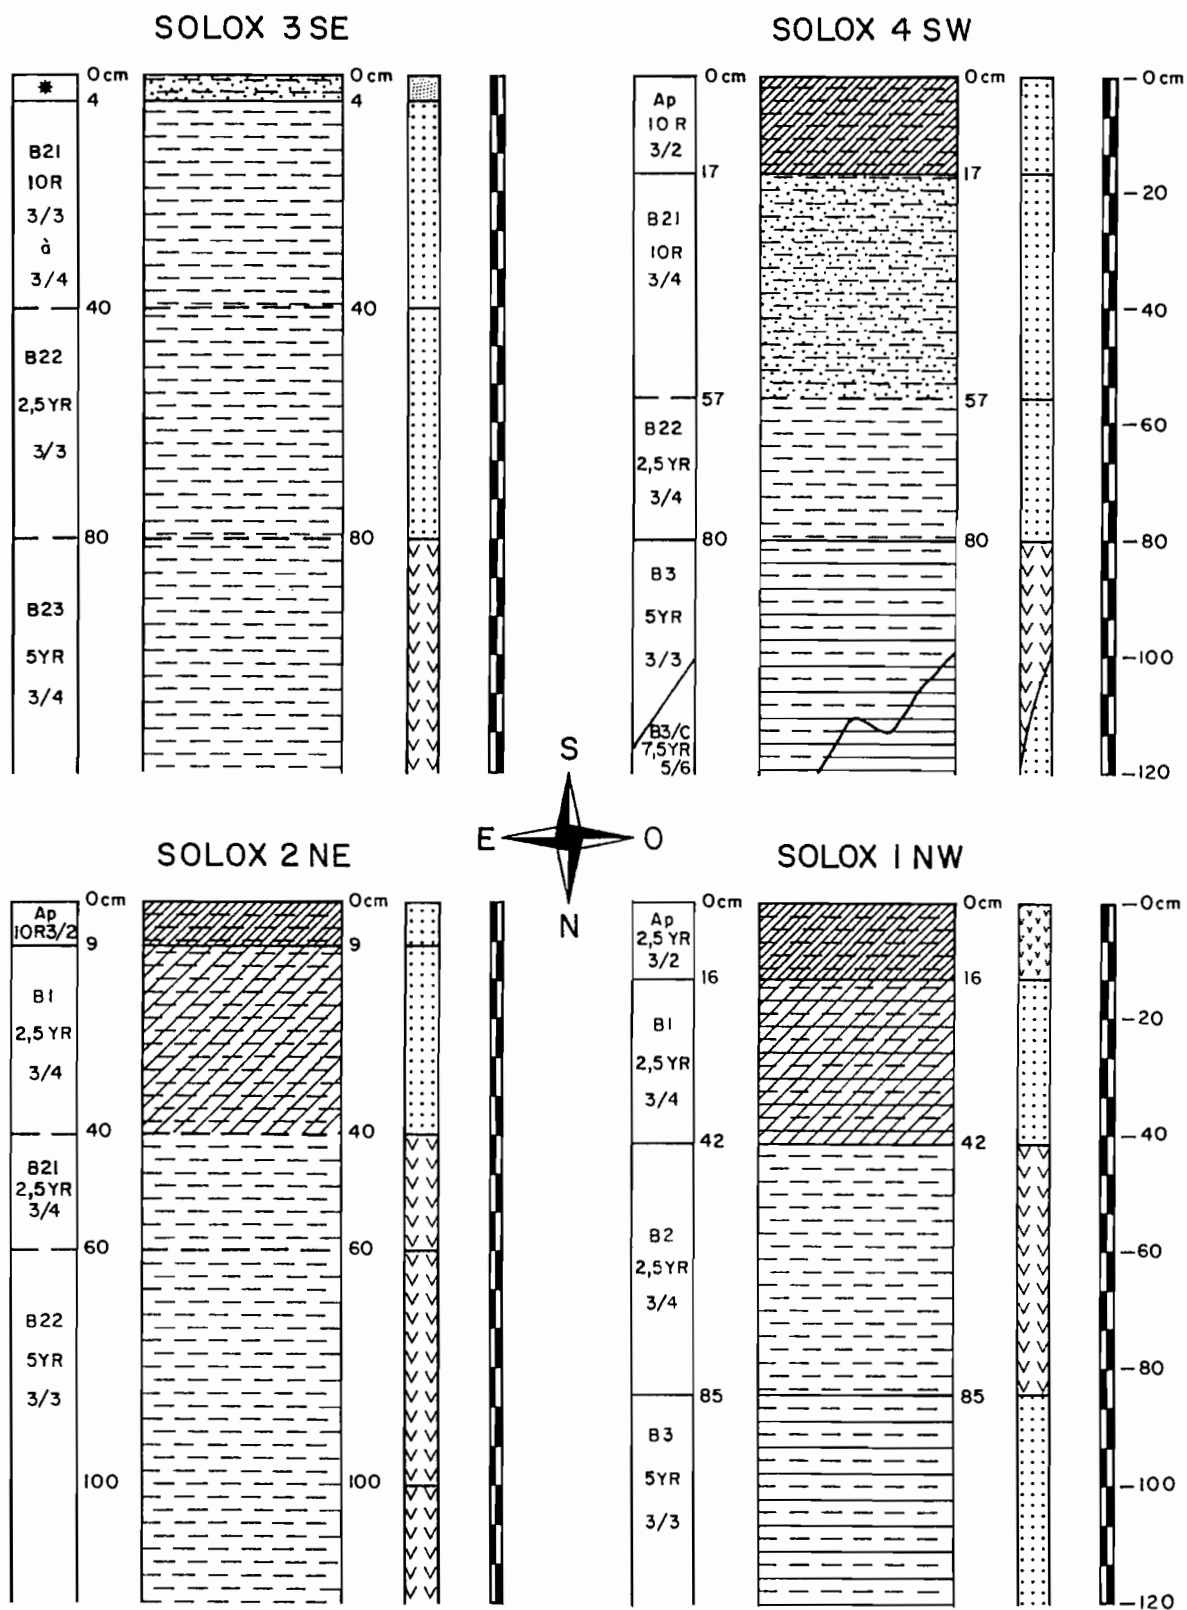 SOLOX 3 SE
0 cm
0 cm
*
4
4
B21
10R
3/3
à
3/4
40
40
B22
2,5 YR
3/3
80
80
B23
5YR
3/4
SOLOX 4 SW
0 cm
0 cm
Ap
10 R
3/2
17
17
B21
10R
3/4
57
57
B22
2,5 YR
3/4
80
80
B3
5YR
3/3
B3/C
7,5YR
5/6
-0 cm
-20
-40
-60
-80
-100
-120
S
E
O
N
SOLOX 2 NE
0 cm
0 cm
Ap
10R3/2
9
9
B1
2,5 YR
3/4
40
40
B21
2,5YR
3/4
60
60
B22
5YR
3/3
100
100
SOLOX 1 NW
0 cm
0 cm
Ap
2,5 YR
3/2
16
16
B1
2,5YR
3/4
42
42
B2
2,5YR
3/4
85
85
B3
5YR
3/3
-0 cm
-20
-40
-60
-80
-100
-120